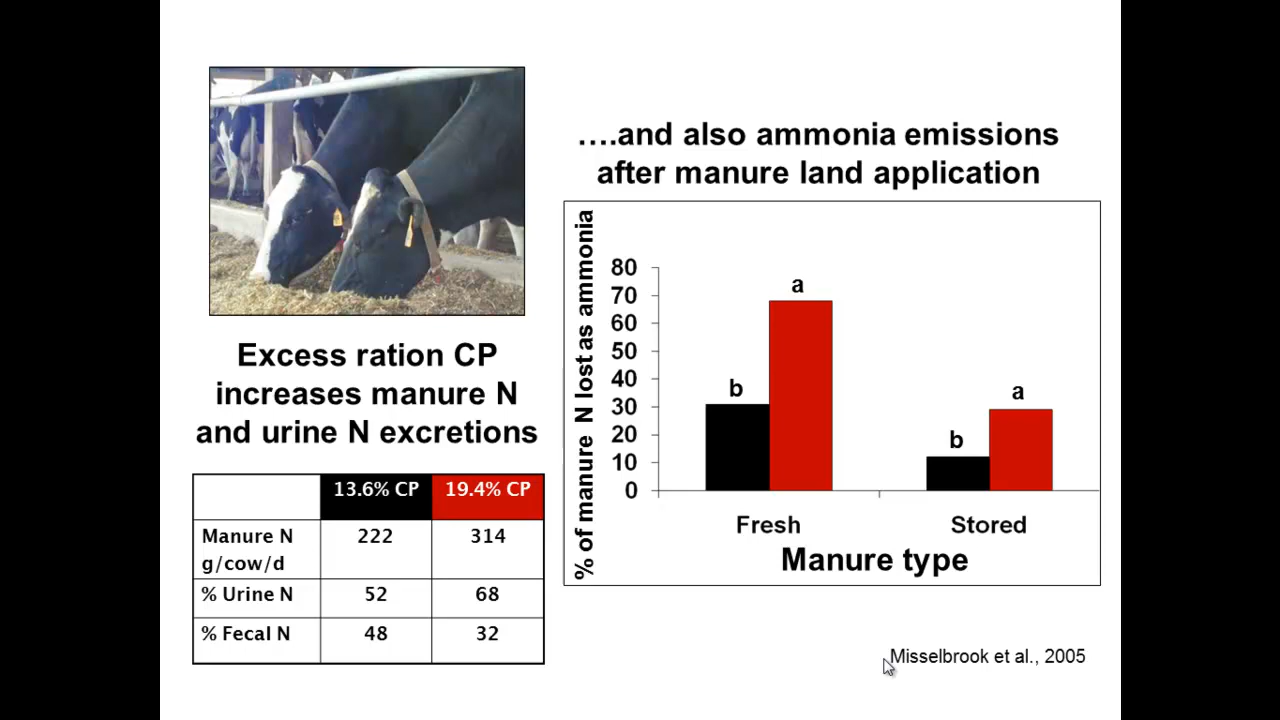 Excess ration CP
increases manure N
and urine N excretions
13.6% CP 19.4% CP
Manure N 222 314
g/cow/d
% Urine N 52 68
% Fecal N 48 32
….and also ammonia emissions
after manure land application
% of manure N lost as ammonia
80
70
60
50
40
30
20
10
0
b
a
b
a
Fresh Stored
Manure type
Misselbrook et al., 2005